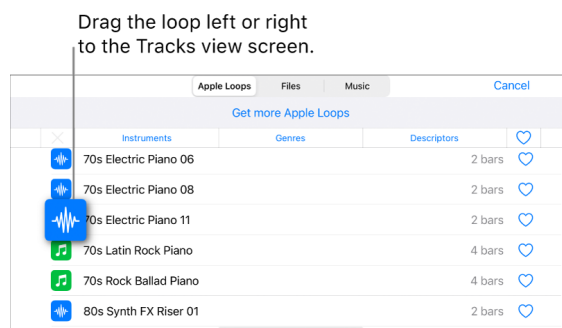 Drag the loop left or right
to the Tracks view screen.
Apple Loops Files Music Cancel
Get more Apple Loops
Instruments Genres Descriptors
70s Electric Piano 06 2 bars
70s Electric Piano 08 2 bars
70s Electric Piano 11 2 bars
70s Latin Rock Piano 4 bars
70s Rock Ballad Piano 4 bars
80s Synth FX Riser 01 2 bars